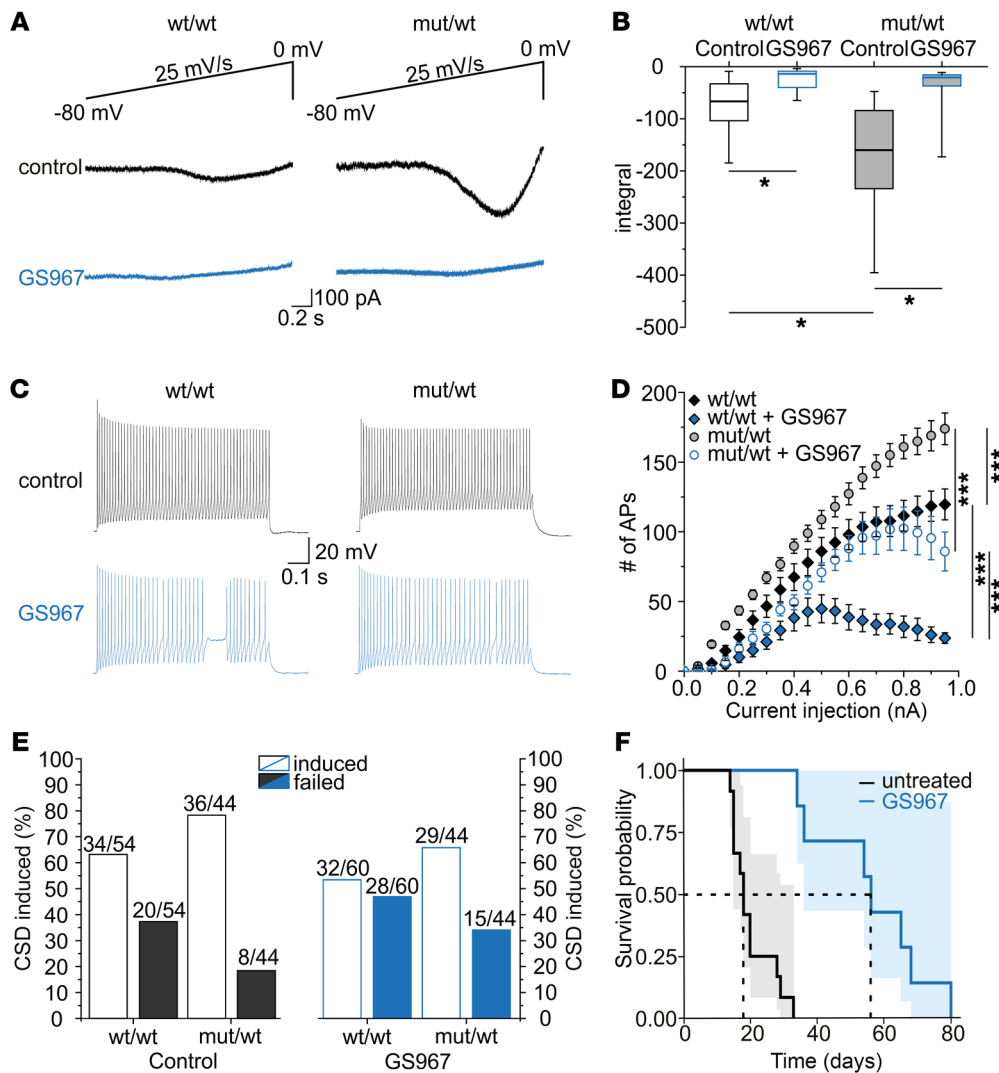 A
wt/wt
mut/wt
0 mV
0 mV
25 mV/s
25 mV/s
-80 mV
-80 mV
control
GS967
100 pA
0.2 s
B
wt/wt
mut/wt
Control GS967
Control GS967
0
-100
-200
-300
-400
-500
integral
*
*
*
C
wt/wt
mut/wt
control
20 mV
0.1 s
GS967
D
200
150
100
50
0
# of APs
wt/wt
wt/wt + GS967
mut/wt
mut/wt + GS967
***
***
***
***
0.0
0.2
0.4
0.6
0.8
1.0
Current injection (nA)
E
100
90
80
70
60
50
40
30
20
10
0
CSD induced (%)
induced
failed
34/54
20/54
36/44
8/44
32/60
28/60
29/44
15/44
100
90
80
70
60
50
40
30
20
10
0
CSD induced (%)
wt/wt
mut/wt
wt/wt
mut/wt
Control
GS967
F
1.00
0.75
0.50
0.25
0.00
Survival probability
untreated
GS967
0
20
40
60
80
Time (days)